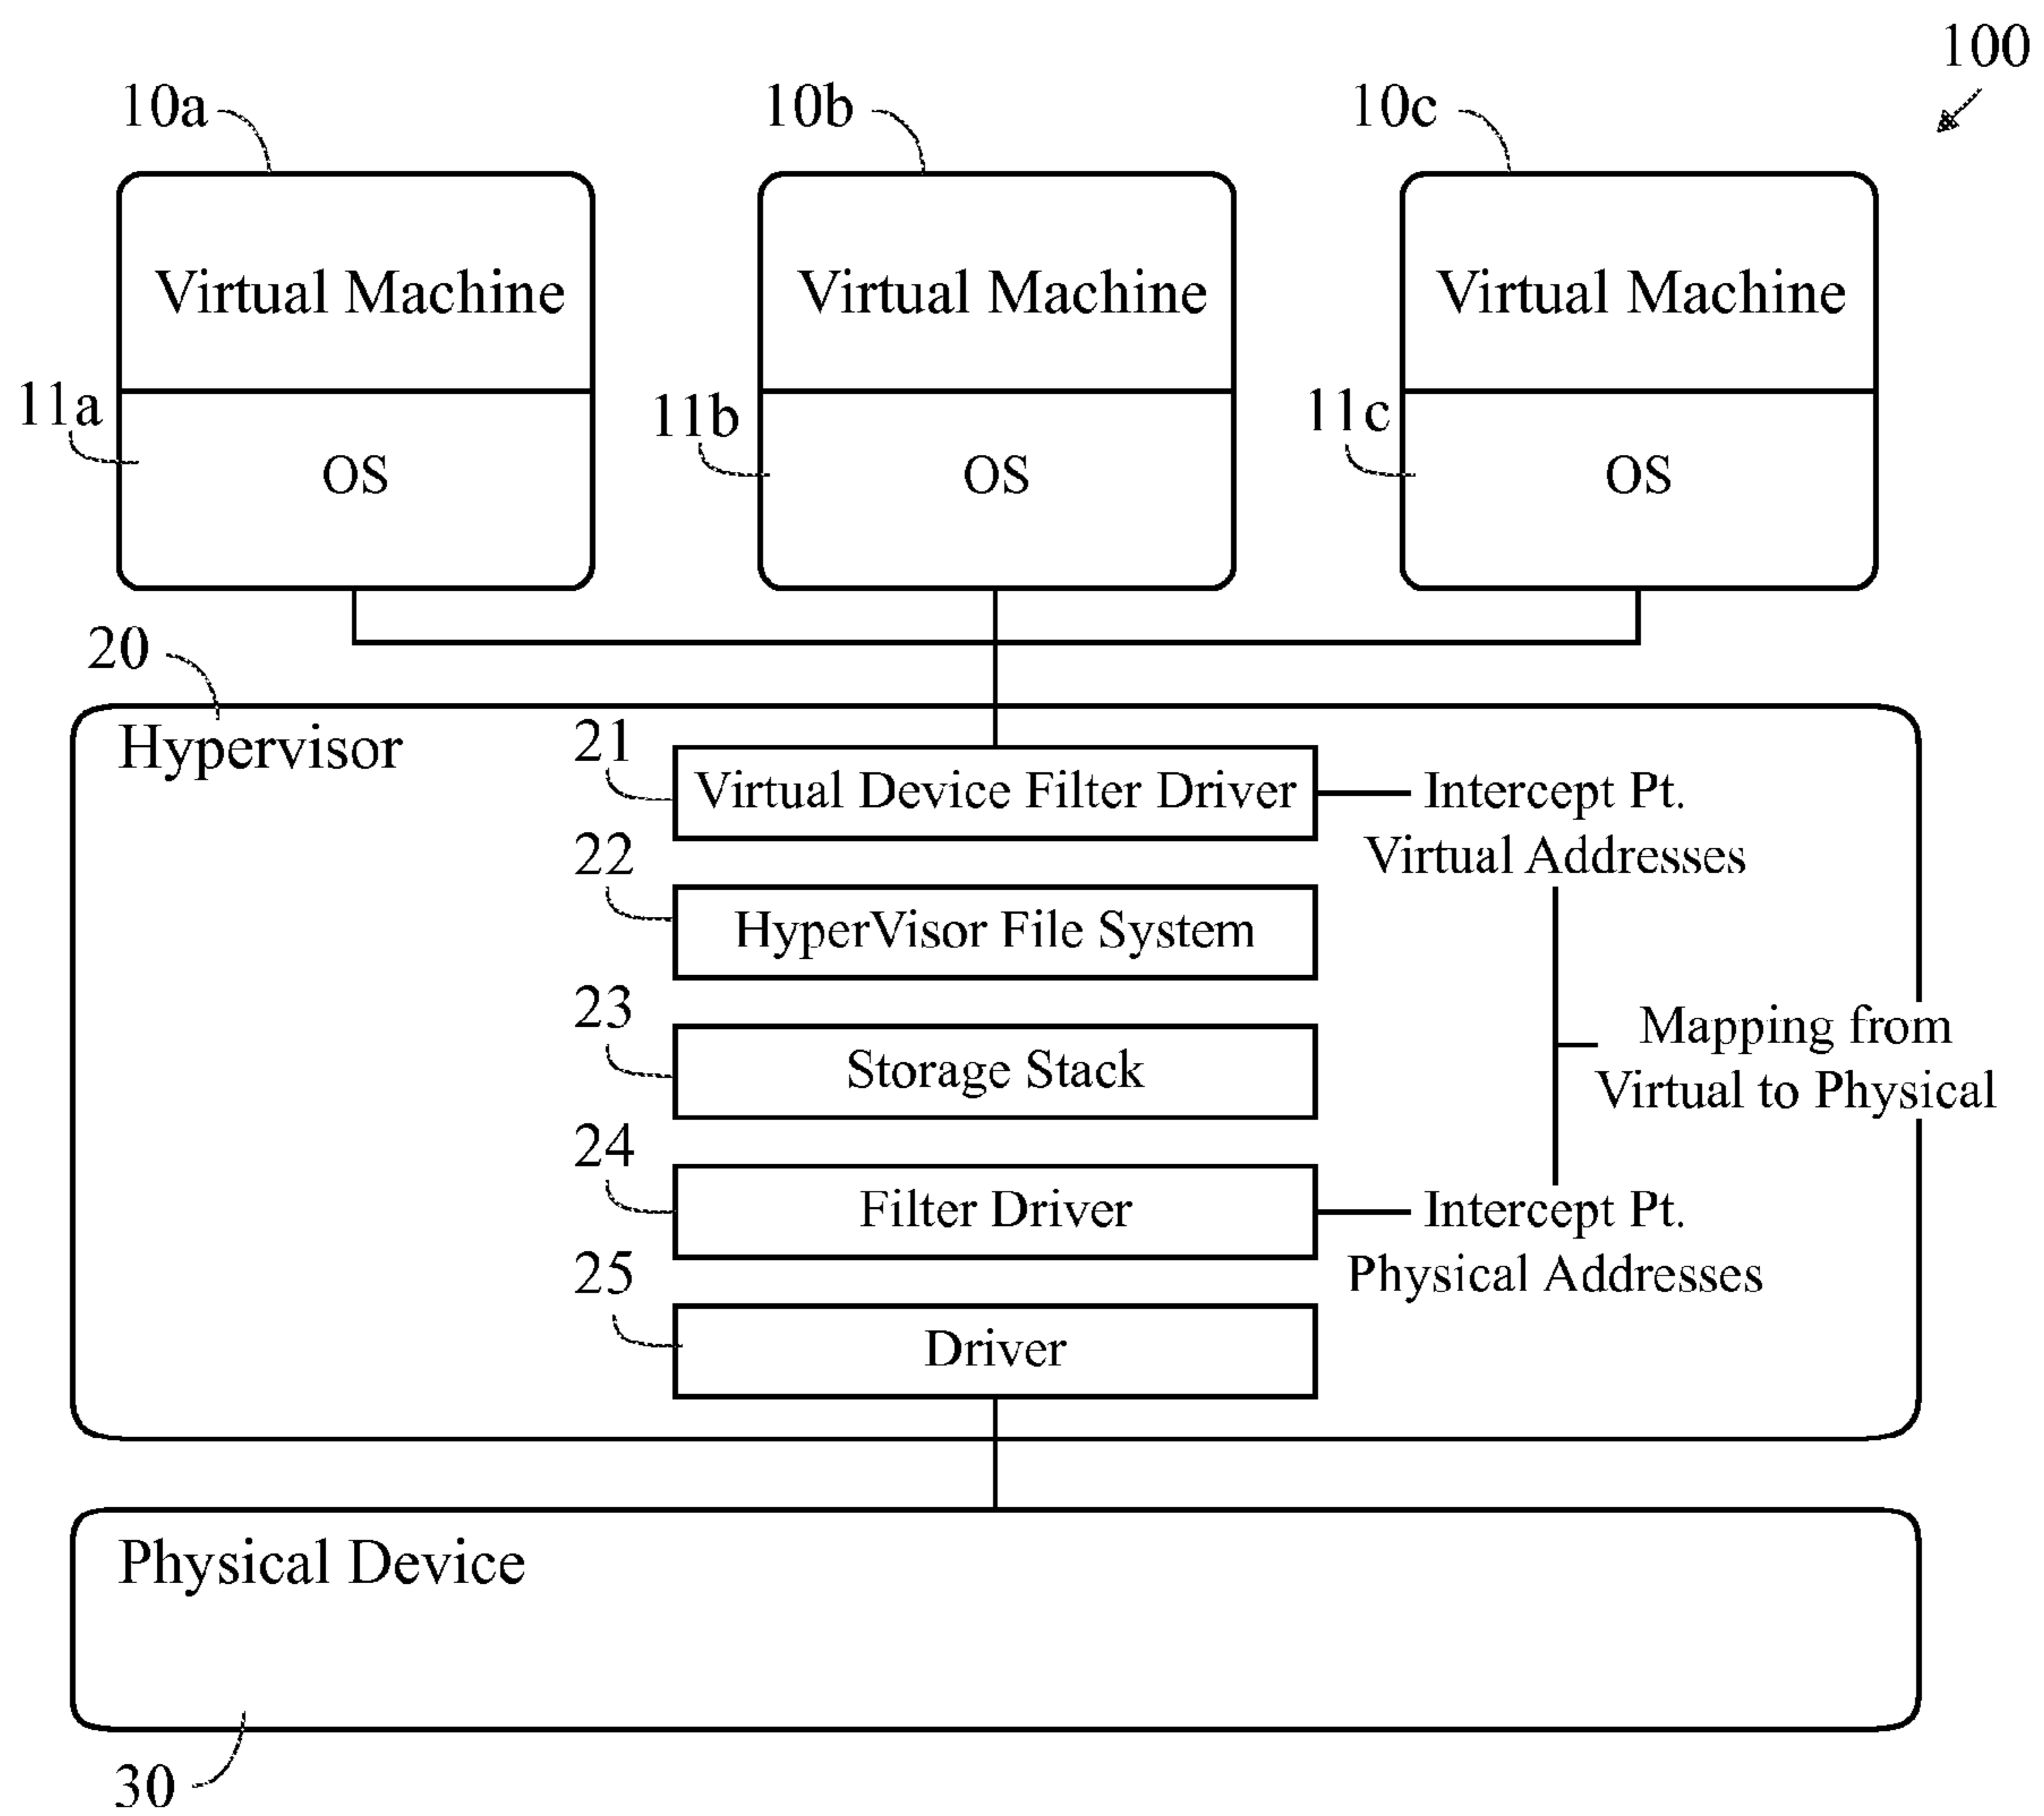 100
10a
10b
10c
Virtual Machine
Virtual Machine
Virtual Machine
11a
11b
11c
OS
OS
OS
20
Hypervisor
21
Virtual Device Filter Driver
Intercept Pt.
Virtual Addresses
22
HyperVisor File System
23
Storage Stack
Mapping from
Virtual to Physical
24
Filter Driver
Intercept Pt.
Physical Addresses
25
Driver
Physical Device
30